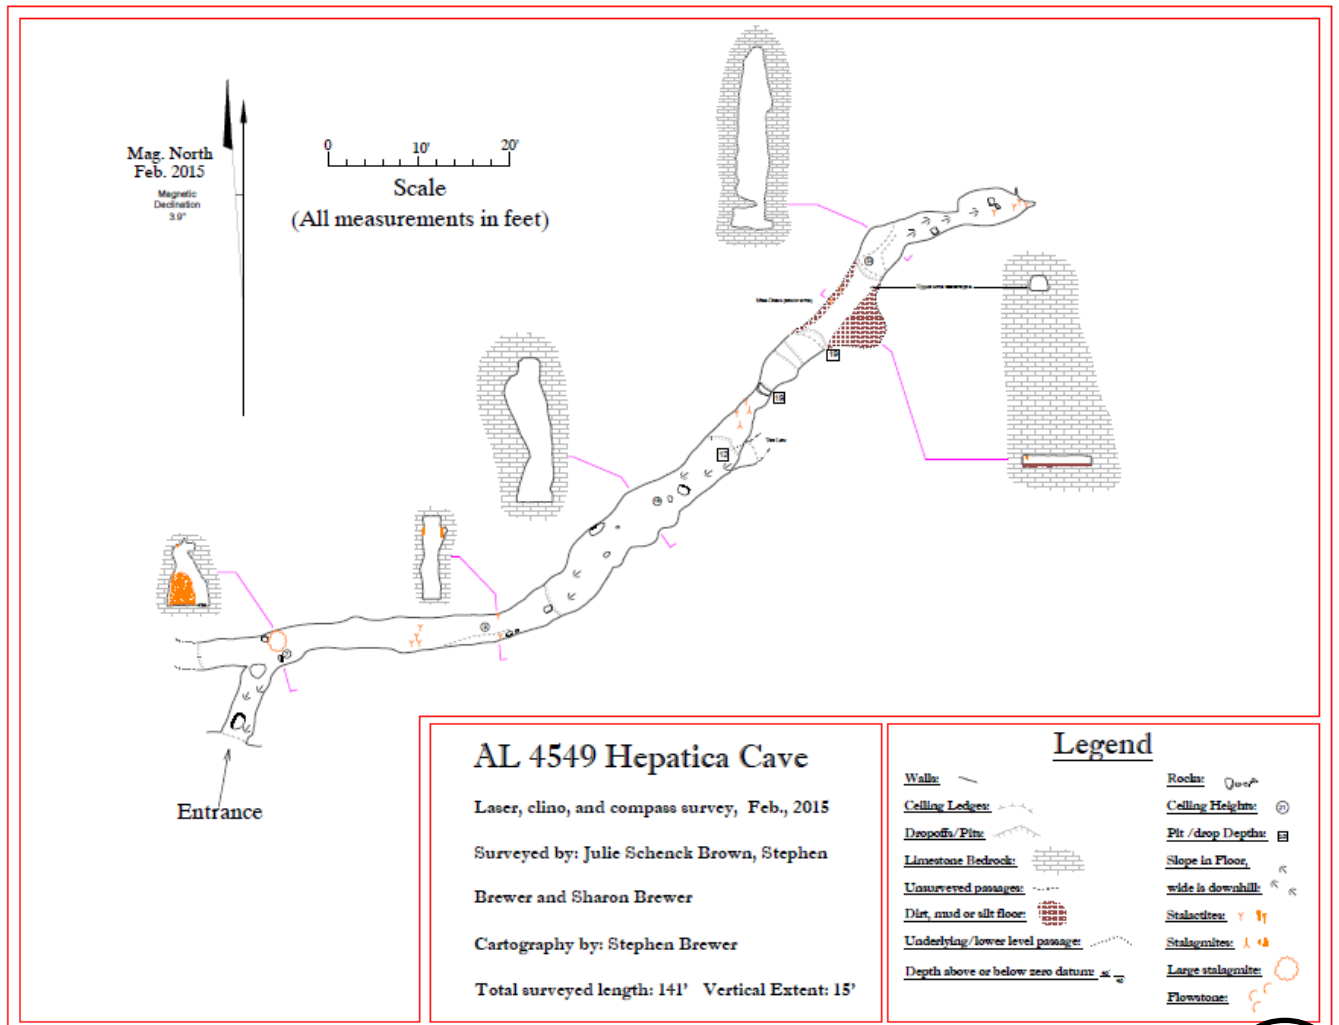 Mag. North
Feb. 2015
Magnetic
Declination
3.9°
0 10' 20'
Scale
(All measurements in feet)
19
19
12
Entrance
AL 4549 Hepatica Cave
Laser, clino, and compass survey, Feb., 2015
Surveyed by: Julie Schenck Brown, Stephen
Brewer and Sharon Brewer
Cartography by: Stephen Brewer
Total surveyed length: 141' Vertical Extent: 15'
Legend
Walls:
Ceiling Ledges:
Dropoffs/Pits:
Limestone Bedrock:
Unsurveyed passages:
Dirt, mud or silt floor:
Underlying/lower level passage:
Depth above or below zero datum:
Rocks:
Ceiling Heights: 21
Pit /drop Depths:
Slope in Floor,
wide is downhill:
Stalactites:
Stalagmites:
Large stalagmite:
Flowstone: